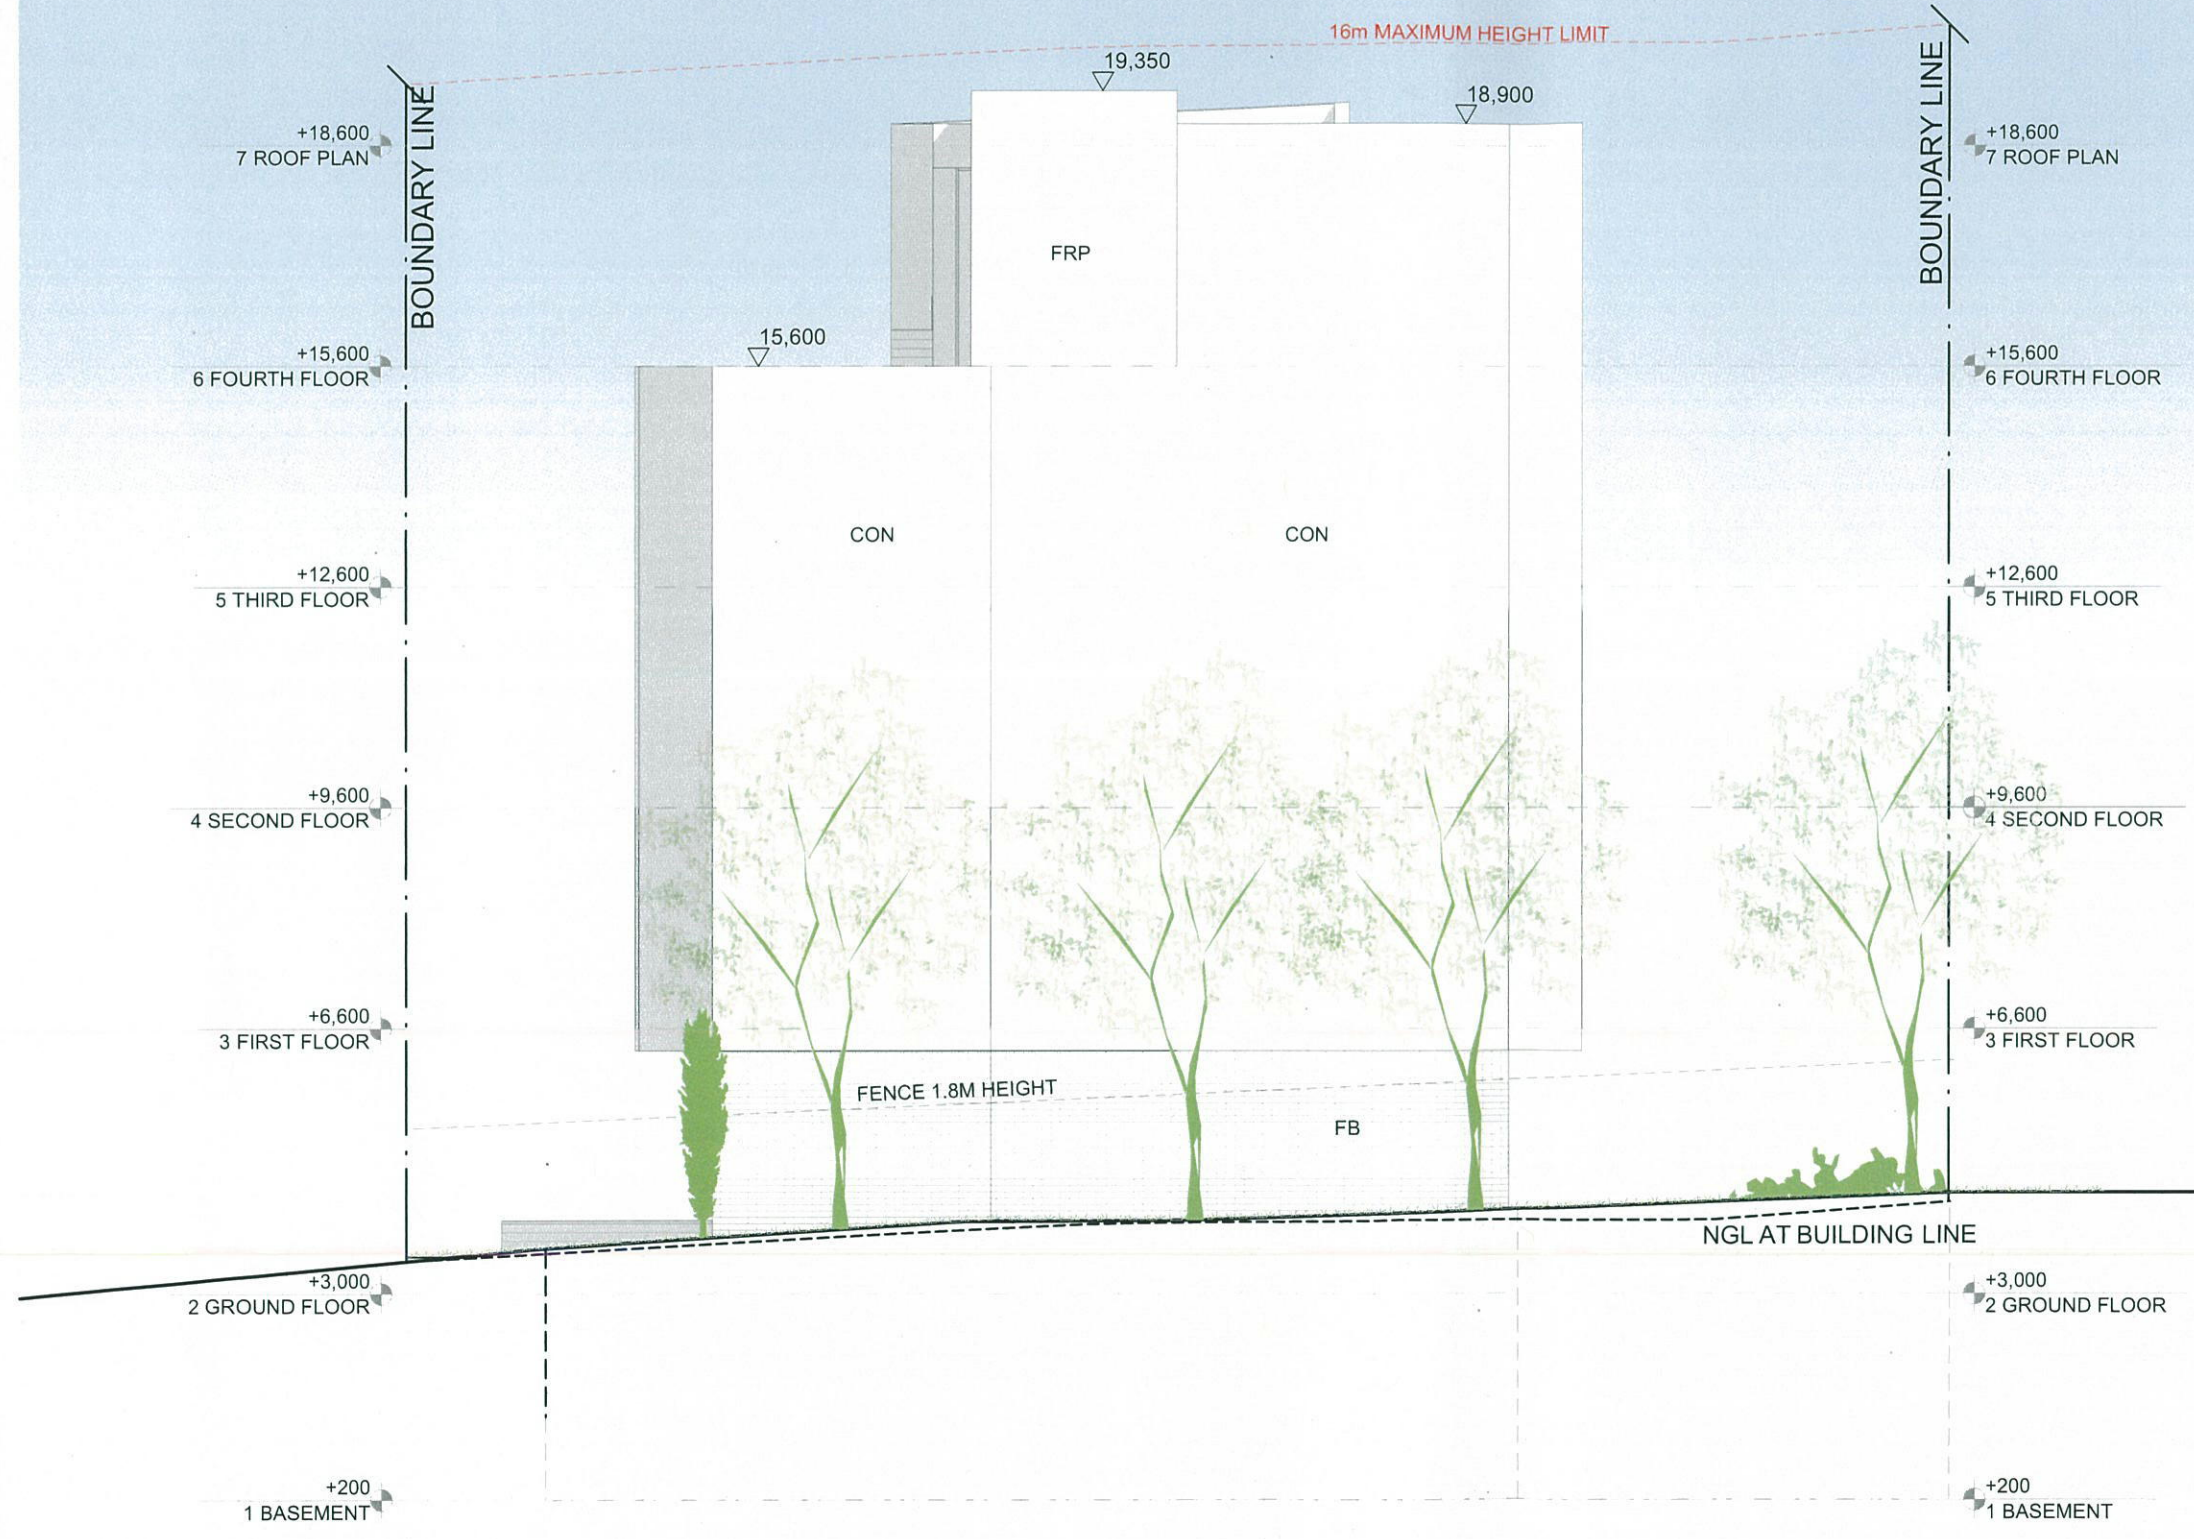 16m MAXIMUM HEIGHT LIMIT
BOUNDARY LINE
BOUNDARY LINE
19,350
18,900
+18,600
7 ROOF PLAN
+18,600
7 ROOF PLAN
FRP
15,600
+15,600
6 FOURTH FLOOR
+15,600
6 FOURTH FLOOR
CON
CON
+12,600
5 THIRD FLOOR
+12,600
5 THIRD FLOOR
+9,600
4 SECOND FLOOR
+9,600
4 SECOND FLOOR
+6,600
3 FIRST FLOOR
+6,600
3 FIRST FLOOR
FENCE 1.8M HEIGHT
FB
NGL AT BUILDING LINE
+3,000
2 GROUND FLOOR
+3,000
2 GROUND FLOOR
+200
1 BASEMENT
+200
1 BASEMENT